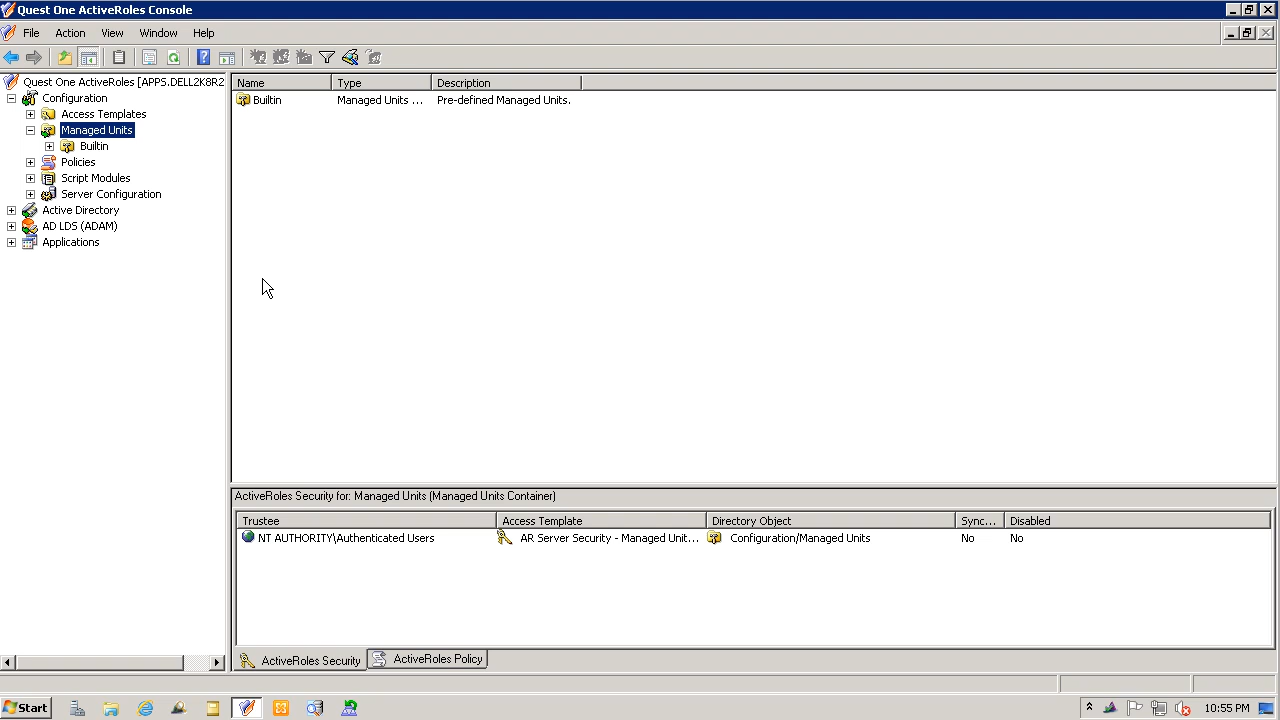 Quest One ActiveRoles Console
File Action View Window Help
Quest One ActiveRoles [APPS.DELL2K8R2
Configuration
Access Templates
Managed Units
Builtin
Policies
Script Modules
Server Configuration
Active Directory
AD LDS (ADAM)
Applications
Name Type Description
Builtin Managed Units ... Pre-defined Managed Units.
ActiveRoles Security for: Managed Units (Managed Units Container)
Trustee Access Template Directory Object Sync... Disabled
NT AUTHORITY\Authenticated Users AR Server Security - Managed Unit... Configuration/Managed Units No No
ActiveRoles Security ActiveRoles Policy
Start 10:55 PM